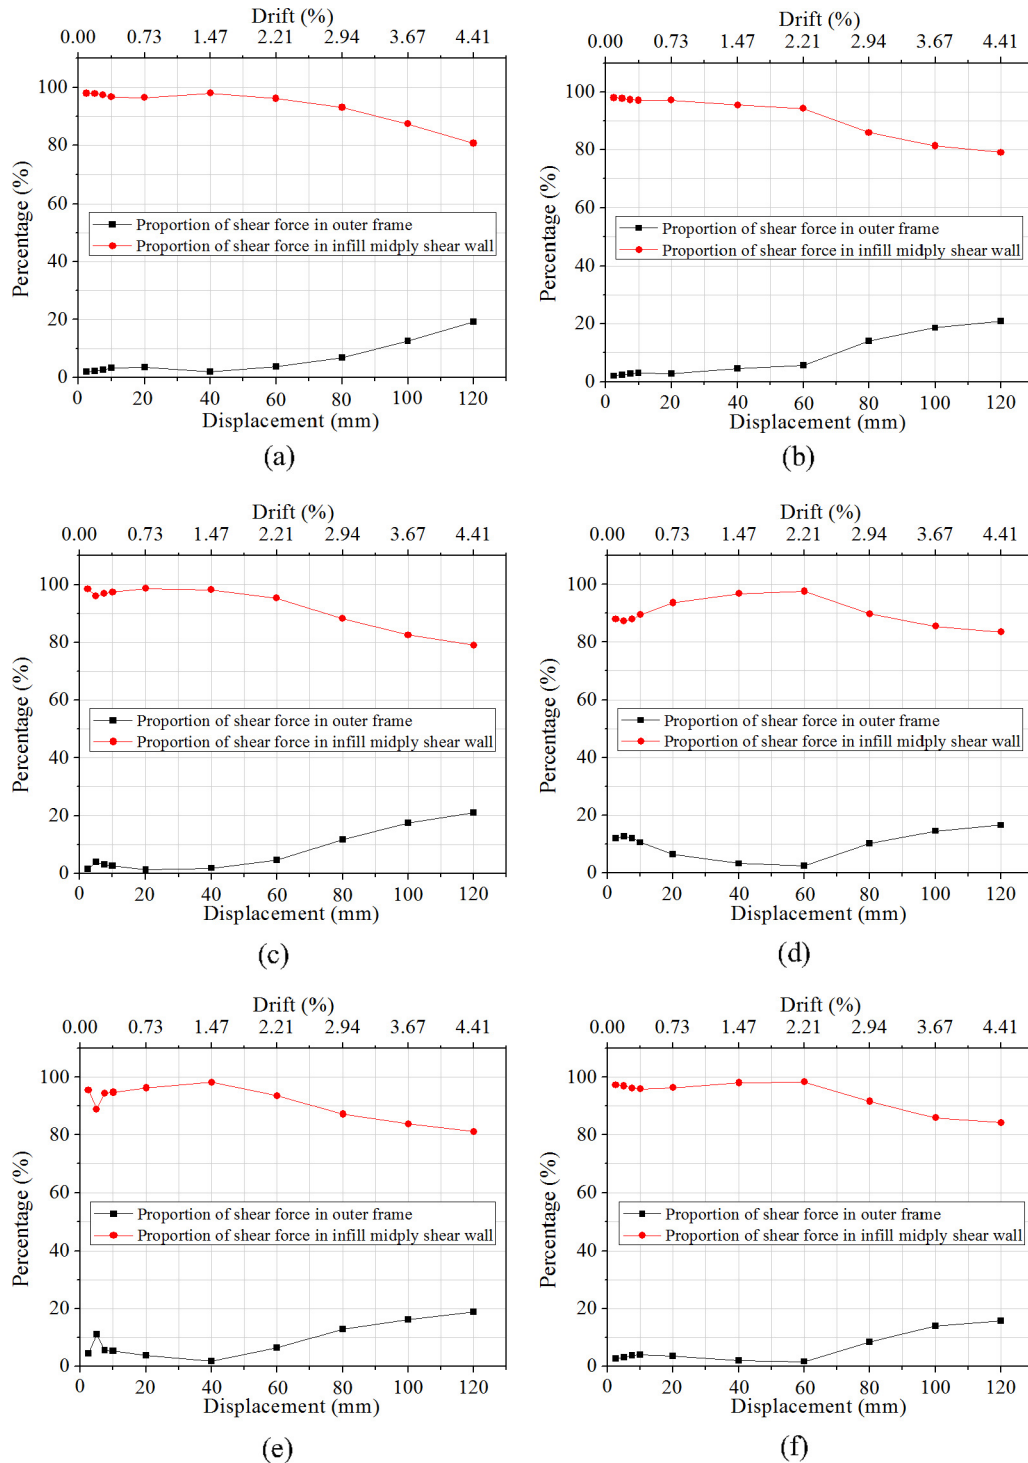 Drift (%)
0.00 0.73 1.47 2.21 2.94 3.67 4.41
100
80
60
40
20
0
Percentage (%)
Proportion of shear force in outer frame
Proportion of shear force in infill midply shear wall
0 20 40 60 80 100 120
Displacement (mm)
(a)
Drift (%)
0.00 0.73 1.47 2.21 2.94 3.67 4.41
100
80
60
40
20
0
Percentage (%)
Proportion of shear force in outer frame
Proportion of shear force in infill midply shear wall
0 20 40 60 80 100 120
Displacement (mm)
(b)
Drift (%)
0.00 0.73 1.47 2.21 2.94 3.67 4.41
100
80
60
40
20
0
Percentage (%)
Proportion of shear force in outer frame
Proportion of shear force in infill midply shear wall
0 20 40 60 80 100 120
Displacement (mm)
(c)
Drift (%)
0.00 0.73 1.47 2.21 2.94 3.67 4.41
100
80
60
40
20
0
Percentage (%)
Proportion of shear force in outer frame
Proportion of shear force in infill midply shear wall
0 20 40 60 80 100 120
Displacement (mm)
(d)
Drift (%)
0.00 0.73 1.47 2.21 2.94 3.67 4.41
100
80
60
40
20
0
Percentage (%)
Proportion of shear force in outer frame
Proportion of shear force in infill midply shear wall
0 20 40 60 80 100 120
Displacement (mm)
(e)
Drift (%)
0.00 0.73 1.47 2.21 2.94 3.67 4.41
100
80
60
40
20
0
Percentage (%)
Proportion of shear force in outer frame
Proportion of shear force in infill midply shear wall
0 20 40 60 80 100 120
Displacement (mm)
(f)